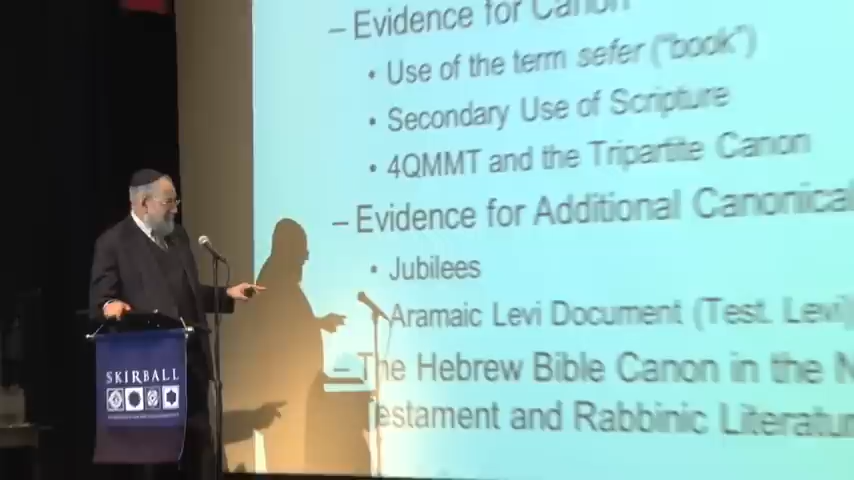 – Evidence for Canon
• Use of the term sefer ("book")
• Secondary Use of Scripture
• 4QMMT and the Tripartite Canon
– Evidence for Additional Canonical
• Jubilees
Aramaic Levi Document (Test. Levi)
– The Hebrew Bible Canon in the N
Testament and Rabbinic Literatur
SKIRBALL